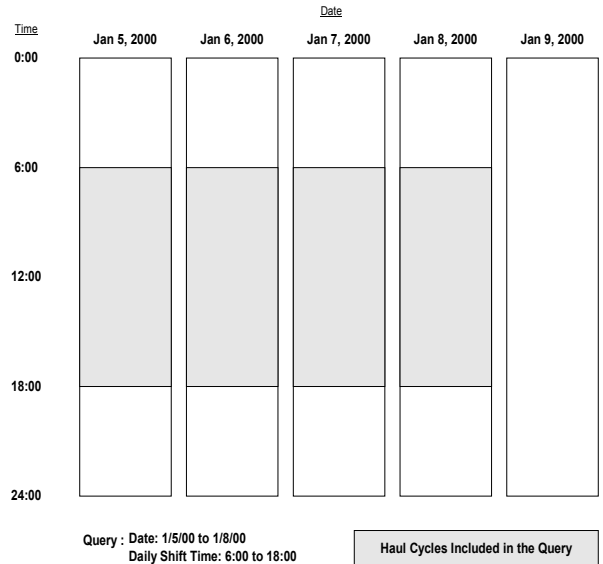 Date
Time
Jan 5, 2000 Jan 6, 2000 Jan 7, 2000 Jan 8, 2000 Jan 9, 2000
0:00
6:00
12:00
18:00
24:00
Query : Date: 1/5/00 to 1/8/00
Daily Shift Time: 6:00 to 18:00
Haul Cycles Included in the Query